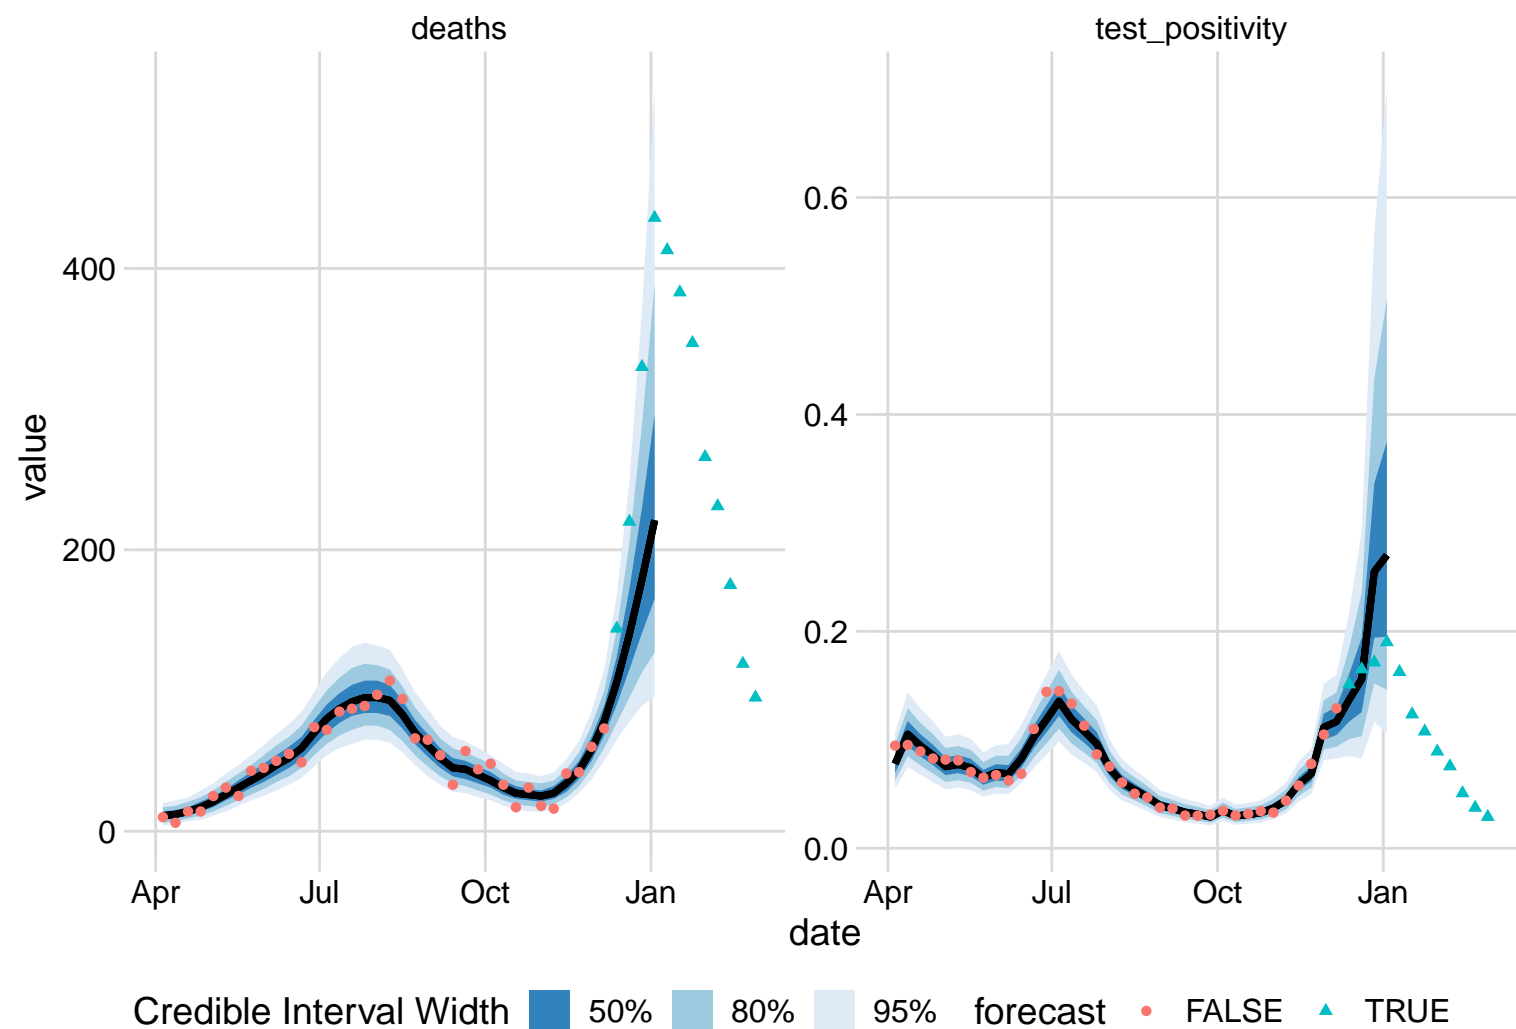 deaths
test_positivity
value
400
200
0
0.6
0.4
0.2
0.0
Apr Jul Oct Jan
Apr Jul Oct Jan
date
Credible Interval Width 50% 80% 95% forecast FALSE TRUE